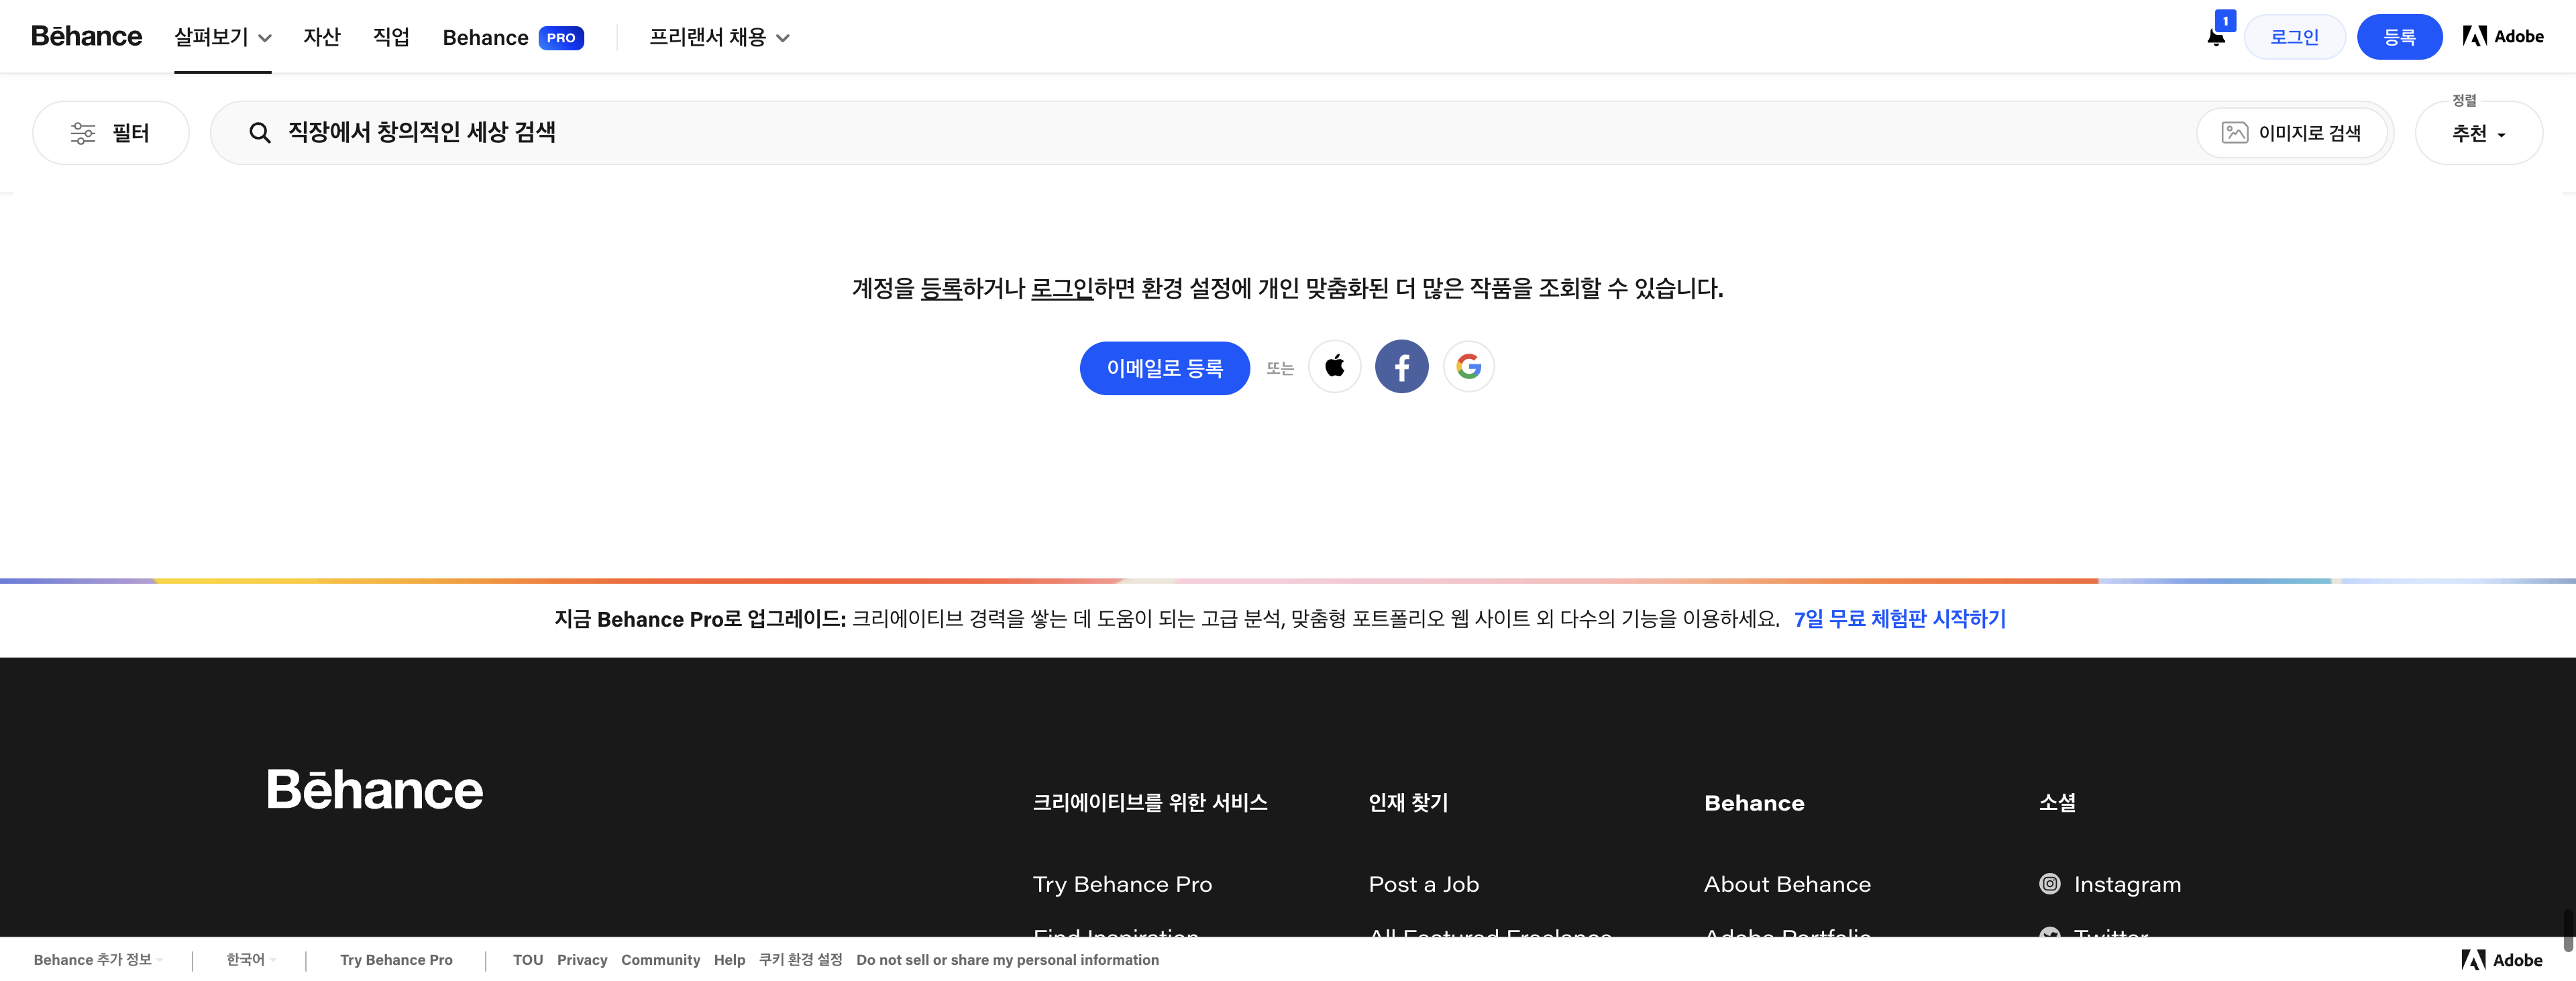 Bēhance 살펴보기 자산 직업 Behance PRO 프리랜서 채용 1 로그인 등록 Adobe
필터 직장에서 창의적인 세상 검색 이미지로 검색 정렬 추천
계정을 등록하거나 로그인하면 환경 설정에 개인 맞춤화된 더 많은 작품을 조회할 수 있습니다.
이메일로 등록 또는
지금 Behance Pro로 업그레이드: 크리에이티브 경력을 쌓는 데 도움이 되는 고급 분석, 맞춤형 포트폴리오 웹 사이트 외 다수의 기능을 이용하세요. 7일 무료 체험판 시작하기
Bēhance
크리에이티브를 위한 서비스 인재 찾기 Behance 소셜
Try Behance Pro Post a Job About Behance Instagram
Find Inspiration All Featured Freelance Adobe Portfolio Twitter
Behance 추가 정보 한국어 Try Behance Pro TOU Privacy Community Help 쿠키 환경 설정 Do not sell or share my personal information Adobe